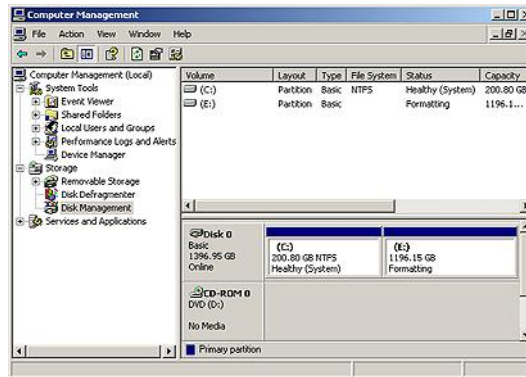 Computer Management
File Action View Window Help
Computer Management (Local)
System Tools
Event Viewer
Shared Folders
Local Users and Groups
Performance Logs and Alerts
Device Manager
Storage
Removable Storage
Disk Defragmenter
Disk Management
Services and Applications
Volume Layout Type File System Status Capacity
(C:) Partition Basic NTFS Healthy (System) 200.80 GB
(E:) Partition Basic Formatting 1196.1...
Disk 0
Basic
1396.95 GB
Online
(C:)
200.80 GB NTFS
Healthy (System)
(E:)
1196.15 GB
Formatting
CD-ROM 0
DVD (D:)
No Media
Primary partition